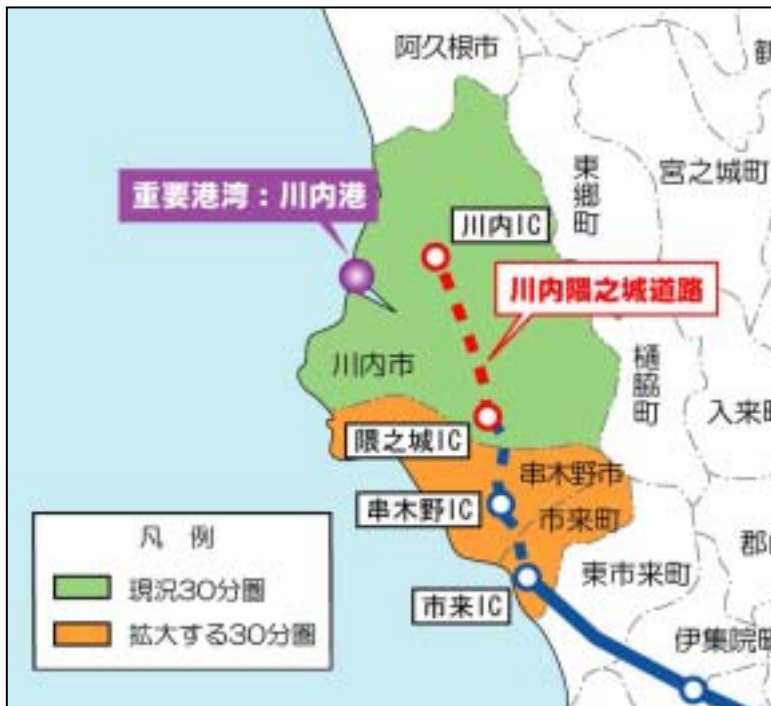 阿久根市
東郷町
宮之城町
重要港湾：川内港
川内IC
川内隈之城道路
川内市
樋脇町
入来町
隈之城IC
串木野市
串木野IC
市来町
凡 例
現況30分圏
拡大する30分圏
市来IC
東市来町
伊集院町